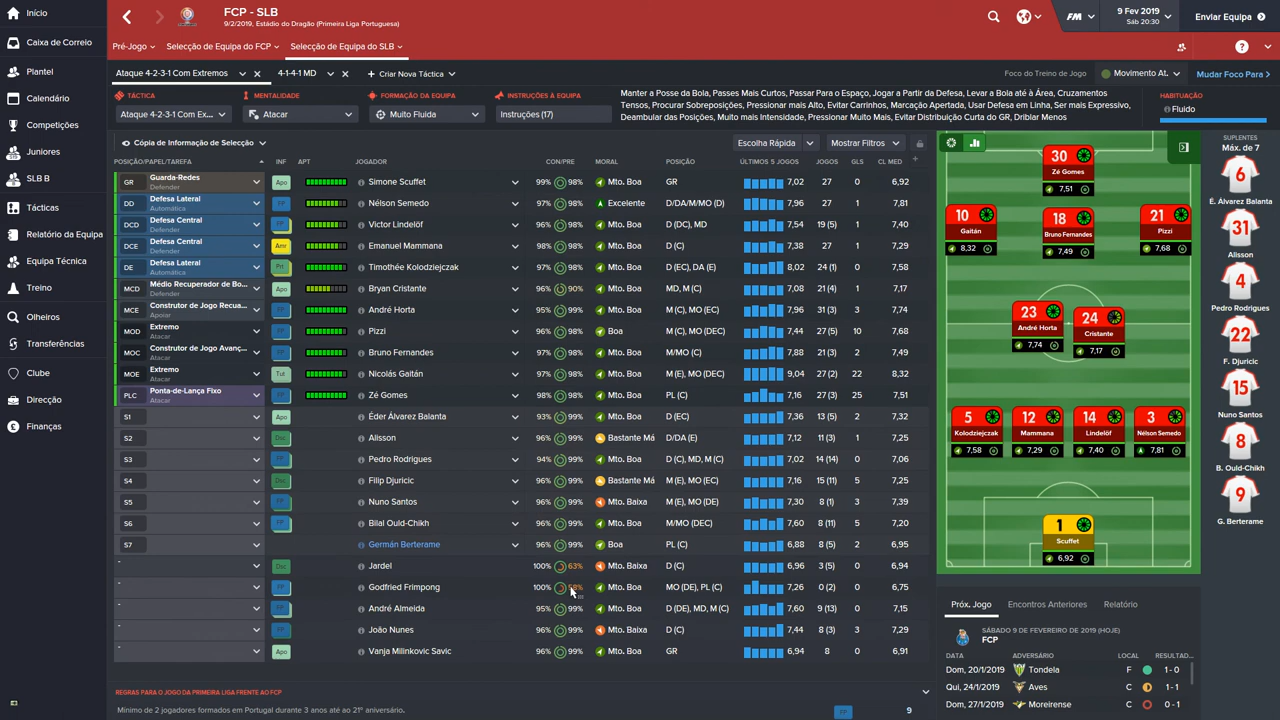 Início
Caixa de Correio
Plantel
Calendário
Competições
Juniores
SLB B
Tácticas
Relatório da Equipa
Equipa Técnica
Treino
Olheiros
Transferências
Clube
Direcção
Finanças
FCP - SLB
9/2/2019, Estádio do Dragão (Primeira Liga Portuguesa)
FM
9 Fev 2019
Sáb 20:30
Enviar Equipa
Pré-Jogo
Selecção de Equipa do FCP
Selecção de Equipa do SLB
?
Ataque 4-2-3-1 Com Extremos
4-1-4-1 MD
Criar Nova Táctica
Foco do Treino de Jogo
Movimento At.
Mudar Foco Para
TÁCTICA
MENTALIDADE
FORMAÇÃO DA EQUIPA
INSTRUÇÕES À EQUIPA
Ataque 4-2-3-1 Com Ex...
Atacar
Muito Fluida
Instruções (17)
Manter a Posse da Bola, Passes Mais Curtos, Passar Para o Espaço, Jogar a Partir da Defesa, Levar a Bola até à Área, Cruzamentos
Tensos, Procurar Sobreposições, Pressionar mais Alto, Evitar Carrinhos, Marcação Apertada, Usar Defesa em Linha, Ser mais Expressivo,
Deambular das Posições, Muito mais Intensidade, Pressionar Muito Mais, Evitar Distribuição Curta do GR, Driblar Menos
HABITUAÇÃO
Fluido
Cópia de Informação de Selecção
Escolha Rápida
Mostrar Filtros
POSIÇÃO/PAPEL/TAREFA INF APT JOGADOR CON/PRE MORAL POSIÇÃO ÚLTIMOS 5 JOGOS JOGOS GLS CL MED
GR Guarda-Redes Defender Apo Simone Scuffet 99% 98% Mto. Boa GR 7,02 27 0 6,92
DD Defesa Lateral Automática FP Nélson Semedo 97% 98% Excelente D/DA/M/MO (D) 7,96 27 1 7,81
DCD Defesa Central Defender FP Victor Lindelöf 96% 98% Mto. Boa D (DC), MD 7,54 19 (5) 1 7,40
DCE Defesa Central Defender Amr Emanuel Mammana 98% 98% Mto. Boa D (C) 7,38 27 1 7,29
DE Defesa Lateral Automática Prt Timothée Kolodziejczak 97% 98% Mto. Boa D (EC), DA (E) 8,02 24 (1) 0 7,58
MCD Médio Recuperador de Bo... Defender Apo Bryan Cristante 96% 90% Mto. Boa MD, M (C) 7,08 21 (4) 1 7,17
MCE Construtor de Jogo Recua... Apoiar FP André Horta 95% 99% Mto. Boa M (C), MO (EC) 7,96 31 (3) 3 7,74
MOD Extremo Atacar FP Pizzi 96% 98% Boa M (C), MO (DEC) 7,44 27 (5) 10 7,68
MOC Construtor de Jogo Avanç... Atacar FP Bruno Fernandes 97% 98% Mto. Boa M/MO (C) 7,88 21 (3) 2 7,49
MOE Extremo Atacar Tut Nicolás Gaitán 97% 98% Mto. Boa M (E), MO (DEC) 9,04 27 (2) 22 8,32
PLC Ponta-de-Lança Fixo Atacar FP Zé Gomes 98% 98% Mto. Boa PL (C) 7,16 27 (3) 25 7,51
S1 Apo Éder Álvarez Balanta 93% 99% Mto. Boa D (EC) 7,36 13 (5) 2 7,32
S2 Dsc Alisson 96% 99% Bastante Má D/DA (E) 7,12 11 (3) 1 7,25
S3 FP Pedro Rodrigues 94% 99% Mto. Boa D (C), MD, M (C) 7,02 14 (14) 0 7,06
S4 Dsc Filip Djuricic 96% 99% Bastante Má M (E), MO (EC) 7,16 15 (11) 5 7,25
S5 FP Nuno Santos 96% 99% Mto. Baixa M (E), MO (DE) 7,30 8 (1) 3 7,39
S6 FP Bilal Ould-Chikh 96% 99% Mto. Boa M/MO (DEC) 7,60 8 (11) 5 7,20
S7 Germán Berterame 96% 99% Boa PL (C) 6,88 8 (5) 2 6,95
- Dsc Jardel 100% 63% Mto. Baixa D (C) 6,96 3 (5) 0 6,94
- FP Godfried Frimpong 100% Mto. Boa MO (DE), PL (C) 7,26 0 (2) 0 6,75
- FP André Almeida 95% 99% Mto. Boa D (DE), MD, M (C) 7,60 9 (13) 0 7,15
- FP João Nunes 96% 99% Mto. Baixa D (C) 7,44 8 (3) 3 7,29
- Apo Vanja Milinkovic Savic 96% 99% Mto. Boa GR 6,94 8 0 6,91
REGRAS PARA O JOGO DA PRIMEIRA LIGA FRENTE AO FCP
Mínimo de 2 jogadores formados em Portugal durante 3 anos até ao 21º aniversário.
FP 9
30
Zé Gomes
7,51
10 18 21
Gaitán Bruno Fernandes Pizzi
8,32 7,49 7,68
23 24
André Horta Cristante
7,74 7,17
5 12 14 3
Kolodziejczak Mammana Lindelöf Nélson Semedo
7,58 7,29 7,40 7,81
1
Scuffet
6,92
SUPLENTES
Máx. de 7
6
É. Álvarez Balanta
31
Alisson
4
Pedro Rodrigues
22
F. Djuricic
15
Nuno Santos
8
B. Ould-Chikh
9
G. Berterame
Próx. Jogo
Encontros Anteriores
Relatório
SÁBADO 9 DE FEVEREIRO DE 2019 (HOJE)
FCP
DATA ADVERSÁRIO LOCAL RESULTAD...
Dom, 20/1/2019 Tondela F 1 - 0
Qui, 24/1/2019 Aves C 1 - 1
Dom, 27/1/2019 Moreirense C 0 - 1